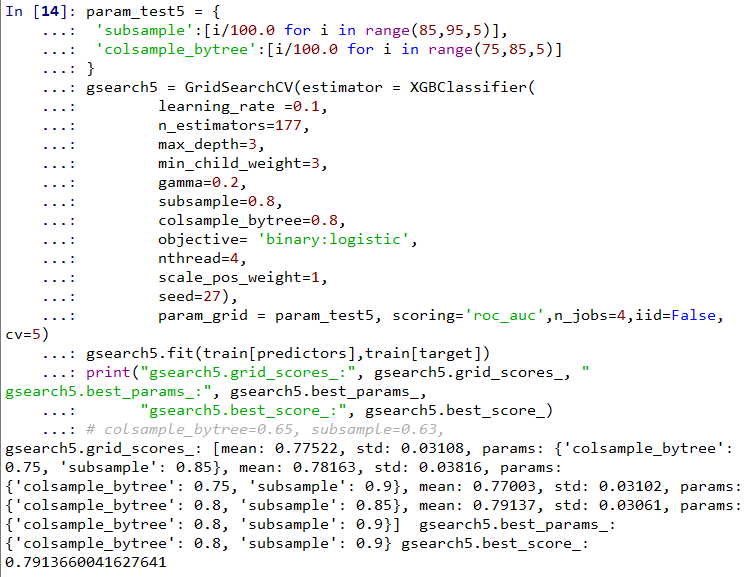 In [14]: param_test5 = {
    ...:  'subsample':[i/100.0 for i in range(85,95,5)],
    ...:  'colsample_bytree':[i/100.0 for i in range(75,85,5)]
    ...: }
    ...: gsearch5 = GridSearchCV(estimator = XGBClassifier(
    ...:         learning_rate =0.1,
    ...:         n_estimators=177,
    ...:         max_depth=3,
    ...:         min_child_weight=3,
    ...:         gamma=0.2,
    ...:         subsample=0.8,
    ...:         colsample_bytree=0.8,
    ...:         objective= 'binary:logistic',
    ...:         nthread=4,
    ...:         scale_pos_weight=1,
    ...:         seed=27),
    ...:         param_grid = param_test5, scoring='roc_auc',n_jobs=4,iid=False,
cv=5)
    ...: gsearch5.fit(train[predictors],train[target])
    ...: print("gsearch5.grid_scores_:", gsearch5.grid_scores_, "
gsearch5.best_params_:", gsearch5.best_params_,
    ...:       "gsearch5.best_score_:", gsearch5.best_score_)
    ...: # colsample_bytree=0.65, subsample=0.63,
gsearch5.grid_scores_: [mean: 0.77522, std: 0.03108, params: {'colsample_bytree':
0.75, 'subsample': 0.85}, mean: 0.78163, std: 0.03816, params:
{'colsample_bytree': 0.75, 'subsample': 0.9}, mean: 0.77003, std: 0.03102, params:
{'colsample_bytree': 0.8, 'subsample': 0.85}, mean: 0.79137, std: 0.03061, params:
{'colsample_bytree': 0.8, 'subsample': 0.9}]  gsearch5.best_params_:
{'colsample_bytree': 0.8, 'subsample': 0.9} gsearch5.best_score_:
0.7913660041627641